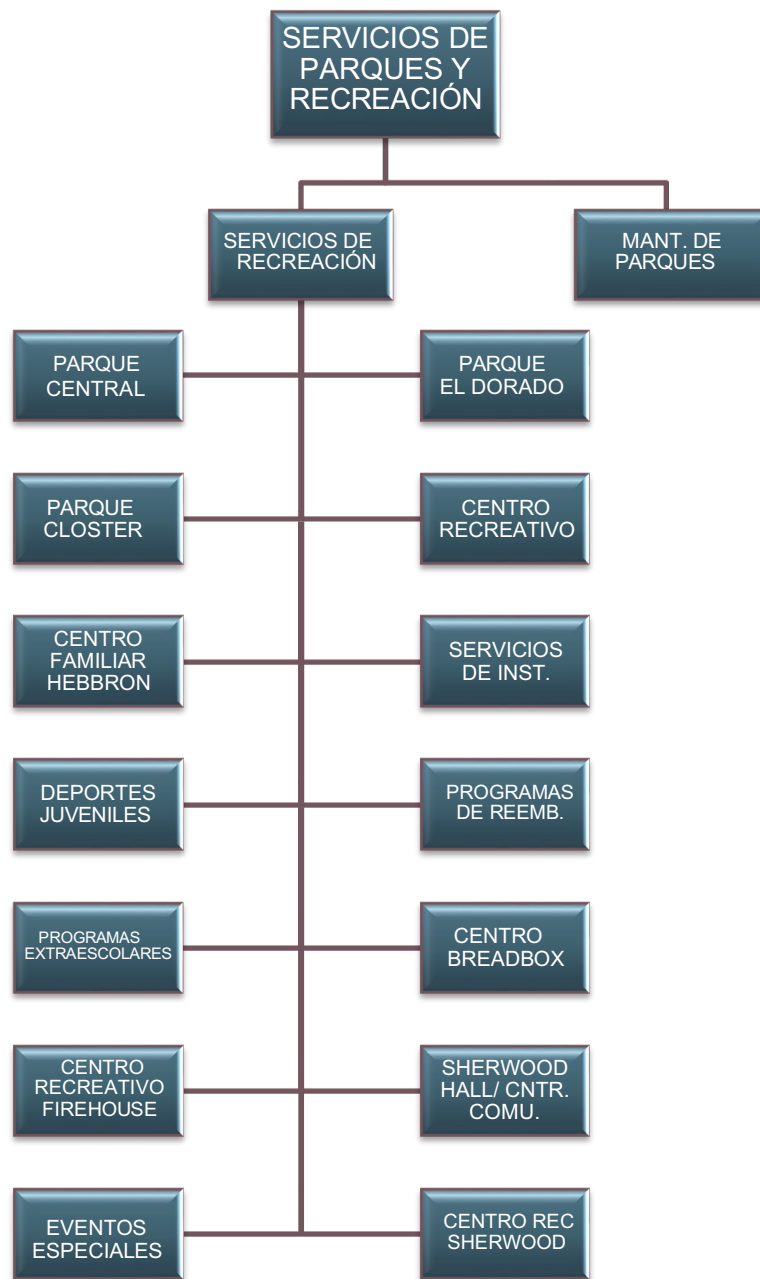 SERVICIOS DE
PARQUES Y
RECREACIÓN
SERVICIOS DE
RECREACIÓN
MANT. DE
PARQUES
PARQUE
CENTRAL
PARQUE
EL DORADO
PARQUE
CLOSTER
CENTRO
RECREATIVO
CENTRO
FAMILIAR
HEBBRON
SERVICIOS
DE INST.
DEPORTES
JUVENILES
PROGRAMAS
DE REEMB.
PROGRAMAS
EXTRAESCOLARES
CENTRO
BREADBOX
CENTRO
RECREATIVO
FIREHOUSE
SHERWOOD
HALL/ CNTR.
COMU.
EVENTOS
ESPECIALES
CENTRO REC
SHERWOOD